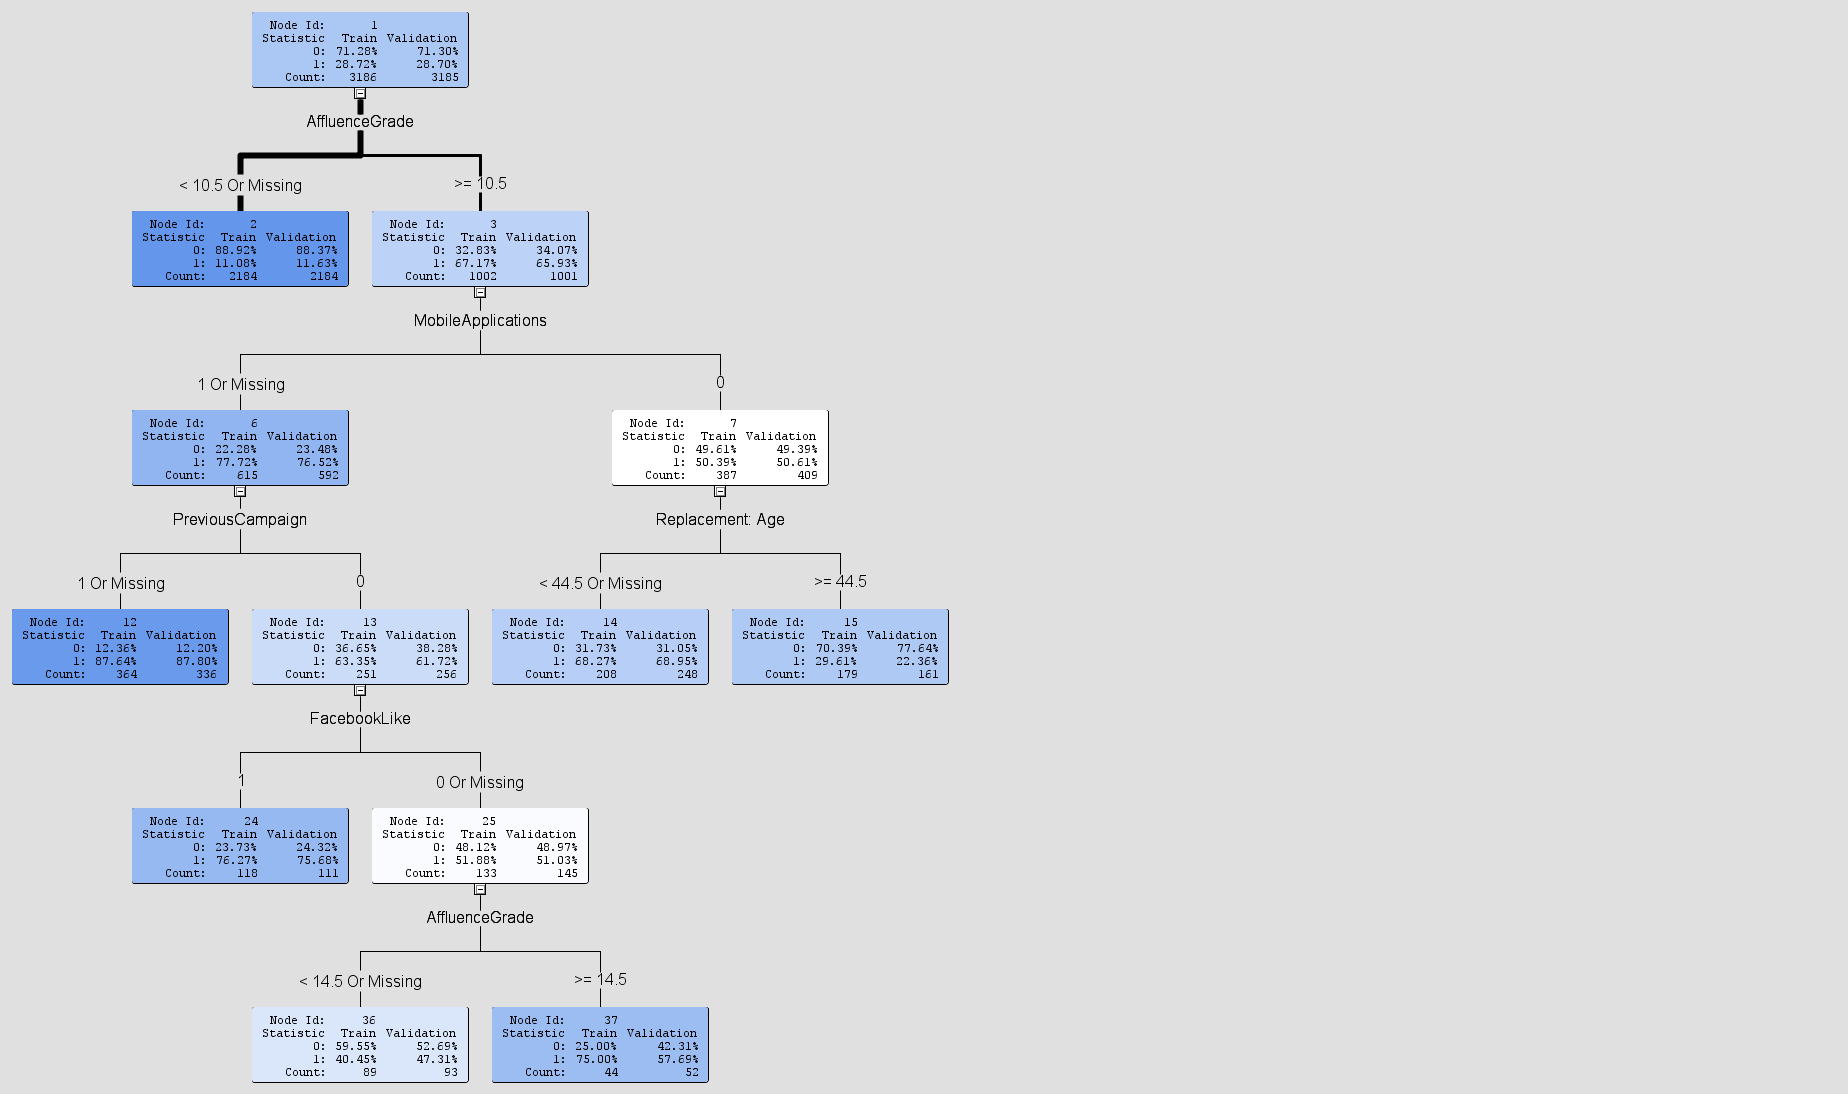 Node Id: 1
Statistic Train Validation
0: 71.28% 71.30%
1: 28.72% 28.70%
Count: 3186 3185
AffluenceGrade
< 10.5 Or Missing
>= 10.5
Node Id: 2
Statistic Train Validation
0: 88.92% 88.37%
1: 11.08% 11.63%
Count: 2184 2184
Node Id: 3
Statistic Train Validation
0: 32.83% 34.07%
1: 67.17% 65.93%
Count: 1002 1001
MobileApplications
1 Or Missing
0
Node Id: 6
Statistic Train Validation
0: 22.28% 23.48%
1: 77.72% 76.52%
Count: 615 592
Node Id: 7
Statistic Train Validation
0: 49.61% 49.39%
1: 50.39% 50.61%
Count: 387 409
PreviousCampaign
Replacement: Age
1 Or Missing
0
< 44.5 Or Missing
>= 44.5
Node Id: 12
Statistic Train Validation
0: 12.36% 12.20%
1: 87.64% 87.80%
Count: 364 336
Node Id: 13
Statistic Train Validation
0: 36.65% 38.28%
1: 63.35% 61.72%
Count: 251 256
Node Id: 14
Statistic Train Validation
0: 31.73% 31.05%
1: 68.27% 68.95%
Count: 208 248
Node Id: 15
Statistic Train Validation
0: 70.39% 77.64%
1: 29.61% 22.36%
Count: 179 161
FacebookLike
1
0 Or Missing
Node Id: 24
Statistic Train Validation
0: 23.73% 24.32%
1: 76.27% 75.68%
Count: 118 111
Node Id: 25
Statistic Train Validation
0: 48.12% 48.97%
1: 51.88% 51.03%
Count: 133 145
AffluenceGrade
< 14.5 Or Missing
>= 14.5
Node Id: 36
Statistic Train Validation
0: 59.55% 52.69%
1: 40.45% 47.31%
Count: 89 93
Node Id: 37
Statistic Train Validation
0: 25.00% 42.31%
1: 75.00% 57.69%
Count: 44 52